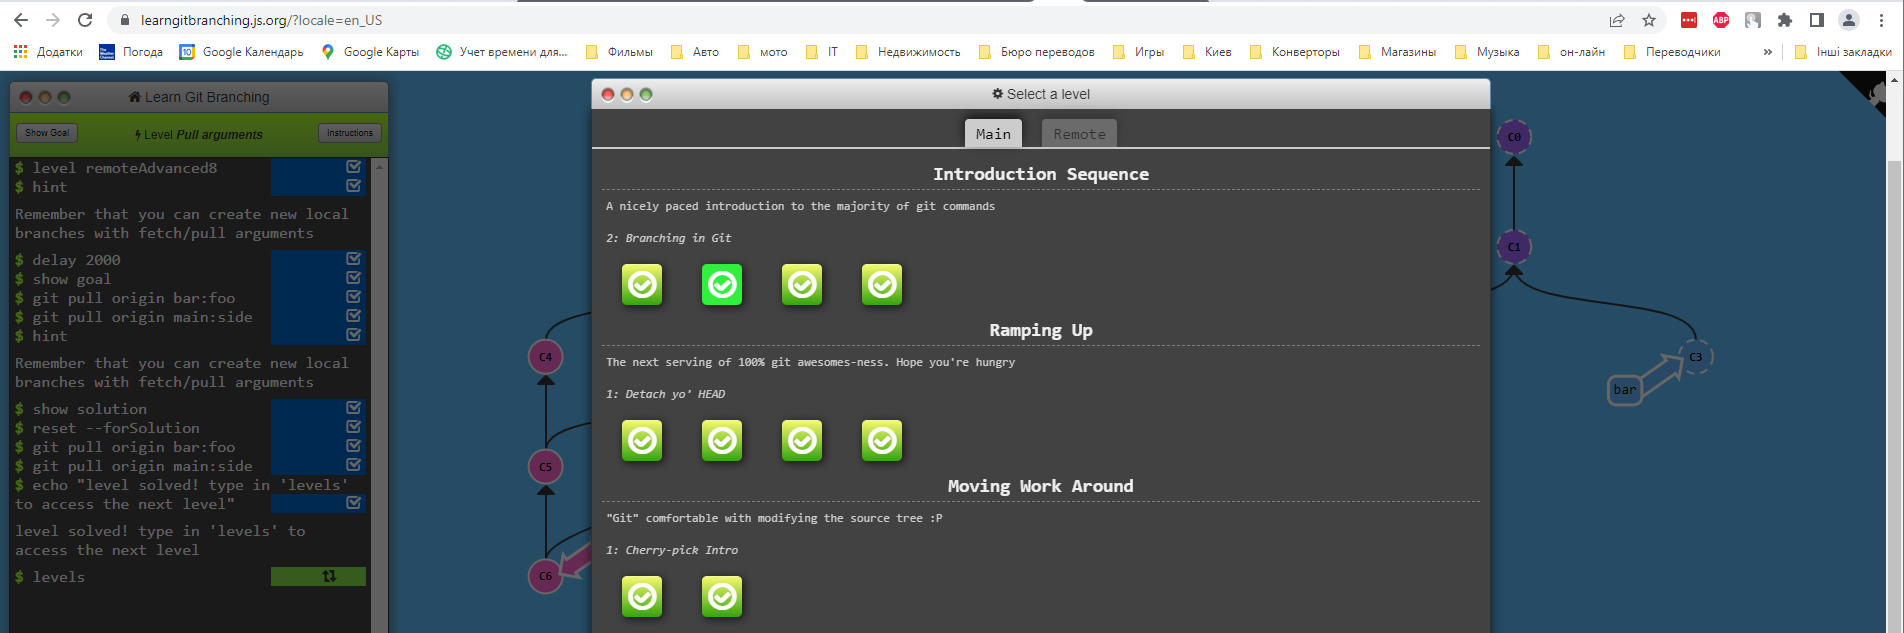 learngitbranching.js.org/?locale=en_US
ABP
Додатки
The Weather Channel
Погода
10
Google Календарь
Google Карты
Учет времени для...
Фильмы
Авто
мото
IT
Недвижимость
Бюро переводов
Игры
Киев
Конверторы
Магазины
Музыка
он-лайн
Переводчики
»
Інші закладки
Learn Git Branching
Show Goal
Level Pull arguments
Instructions
$ level remoteAdvanced8
$ hint
Remember that you can create new local
branches with fetch/pull arguments
$ delay 2000
$ show goal
$ git pull origin bar:foo
$ git pull origin main:side
$ hint
Remember that you can create new local
branches with fetch/pull arguments
$ show solution
$ reset --forSolution
$ git pull origin bar:foo
$ git pull origin main:side
$ echo "level solved! type in 'levels'
to access the next level"
level solved! type in 'levels' to
access the next level
$ levels
C4
C5
C6
Select a level
Main
Remote
Introduction Sequence
A nicely paced introduction to the majority of git commands
2: Branching in Git
Ramping Up
The next serving of 100% git awesomes-ness. Hope you're hungry
1: Detach yo' HEAD
Moving Work Around
"Git" comfortable with modifying the source tree :P
1: Cherry-pick Intro
C0
C1
C3
bar